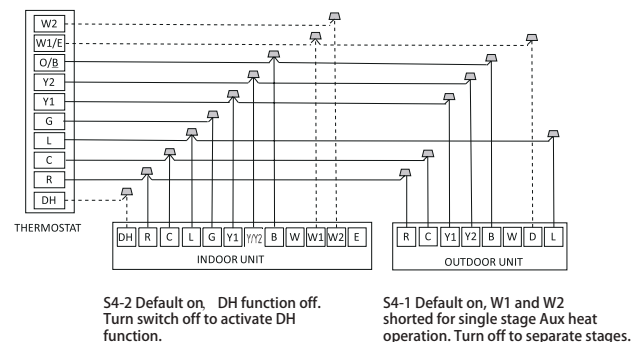 W2
W1/E
O/B
Y2
Y1
G
L
C
R
DH
THERMOSTAT
DH R C L G Y1 Y/Y2 B W W1 W2 E
INDOOR UNIT
R C Y1 Y2 B W D L
OUTDOOR UNIT
S4-2 Default on, DH function off.
Turn switch off to activate DH
function.
S4-1 Default on, W1 and W2
shorted for single stage Aux heat
operation. Turn off to separate stages.